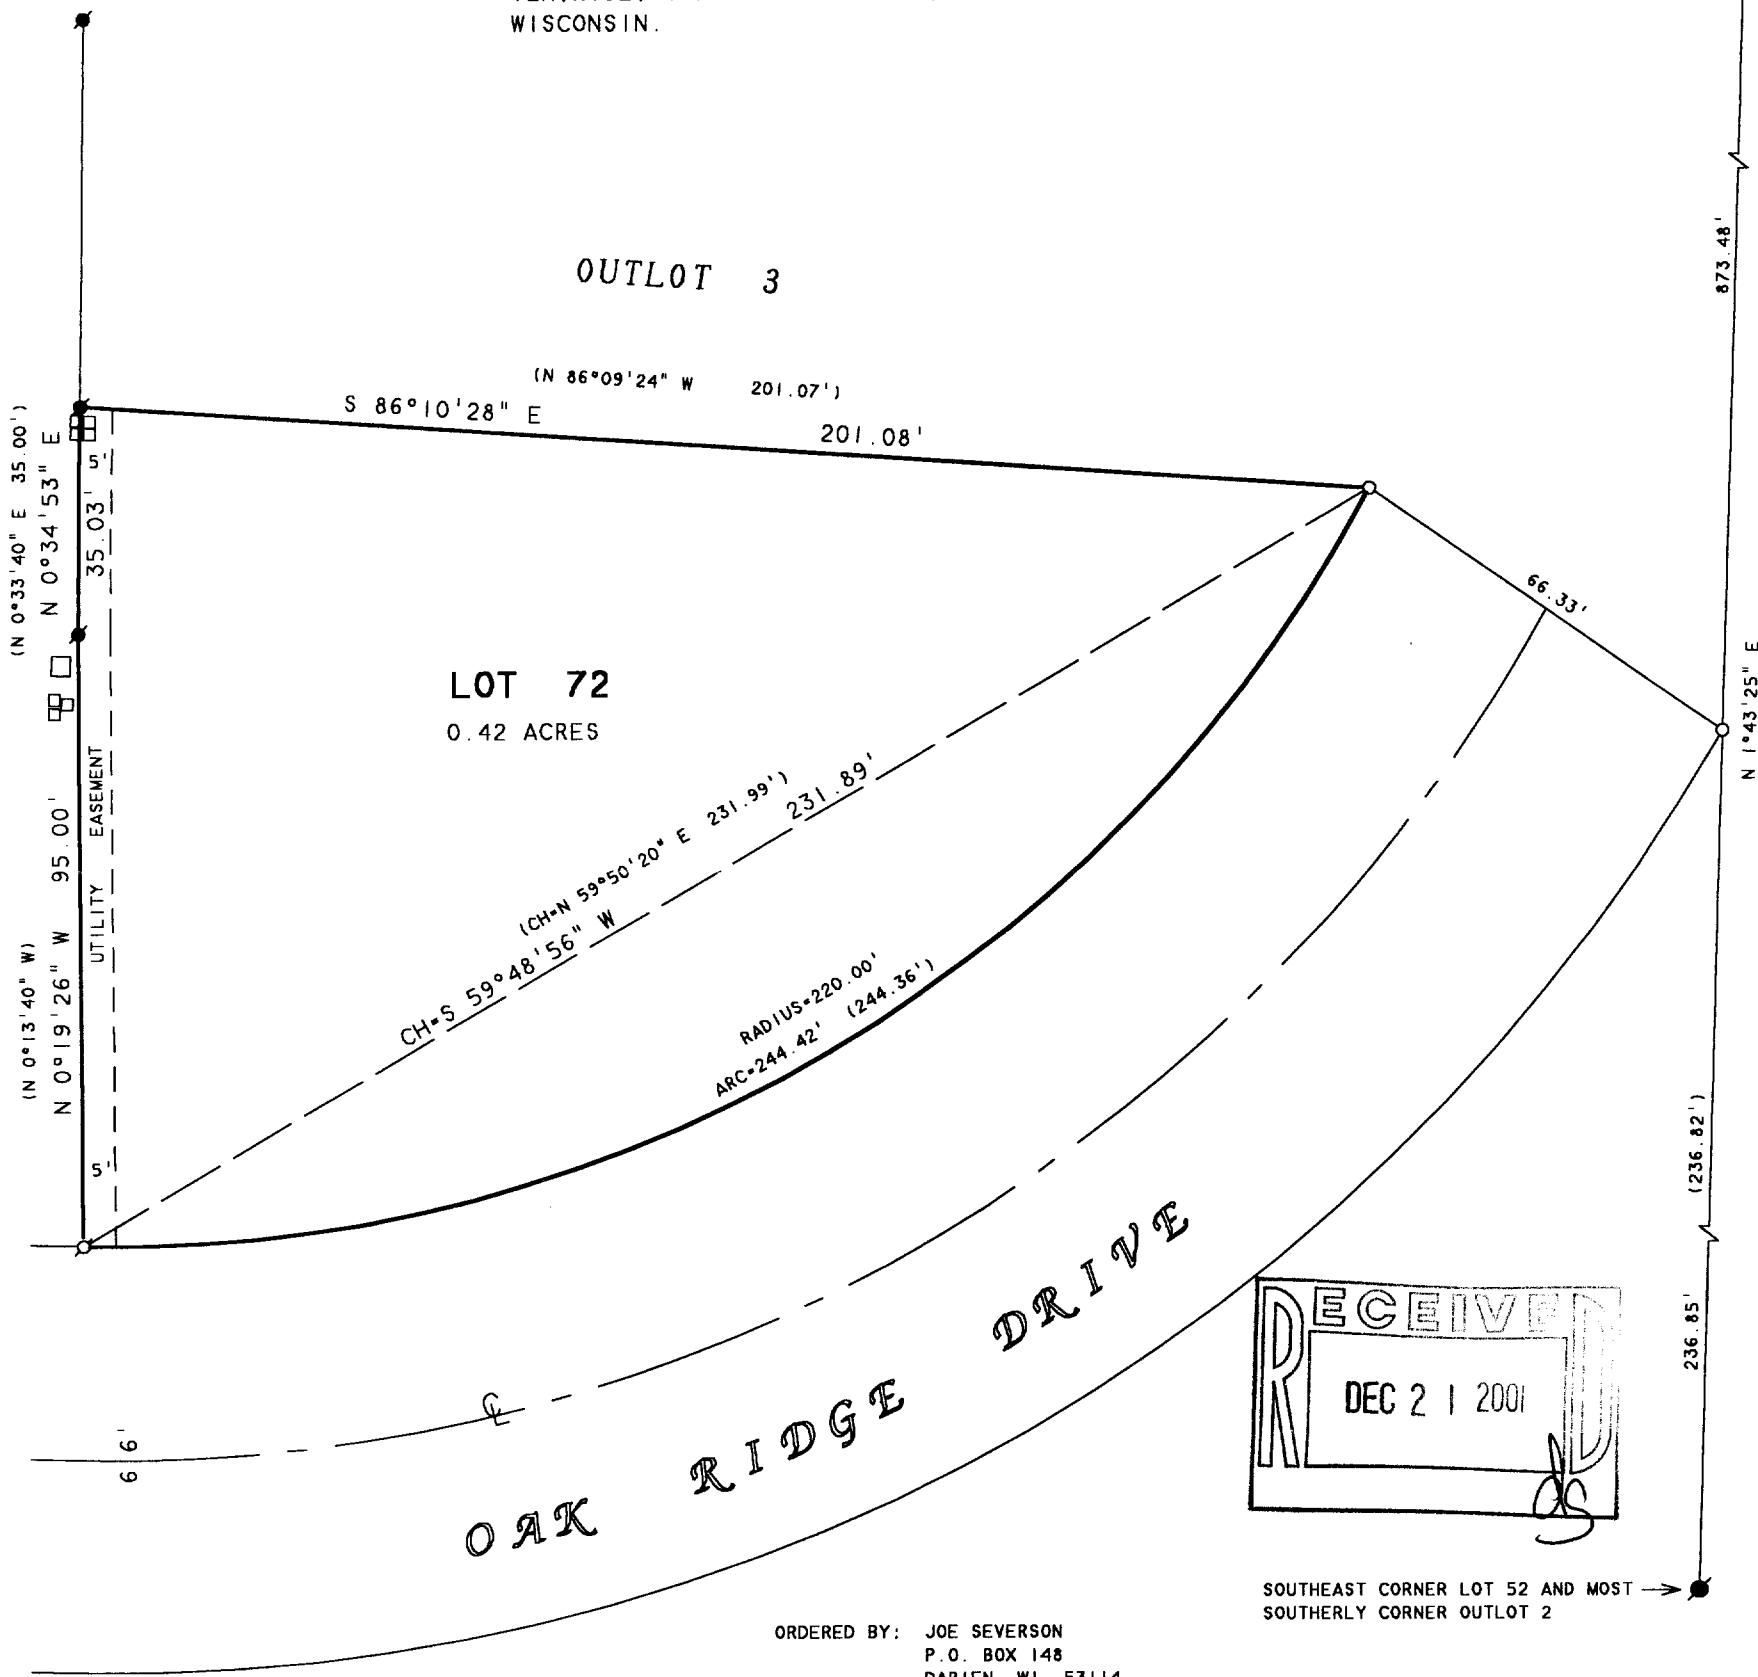 WISCONSIN.
OUTLOT 3
873.48'
(N 86°09'24" W 201.07')
S 86°10'28" E
201.08'
(N 0°33'40" E 35.00')
N 0°34'53" E
35.03'
5'
66.33'
N 1°43'25" E
LOT 72
0.42 ACRES
UTILITY EASEMENT
(N 0°13'40" W)
N 0°19'26" W 95.00'
(CH=N 59°50'20" E 231.99')
CH=S 59°48'56" W
231.89'
RADIUS=220.00'
ARC=244.42' (244.36')
5'
(236.82')
236.85'
OAK RIDGE DRIVE
RECEIVED
DEC 21 2001
CL
66'
SOUTHEAST CORNER LOT 52 AND MOST
SOUTHERLY CORNER OUTLOT 2
ORDERED BY: JOE SEVERSON
P.O. BOX 148
DARIEN, WI 53114